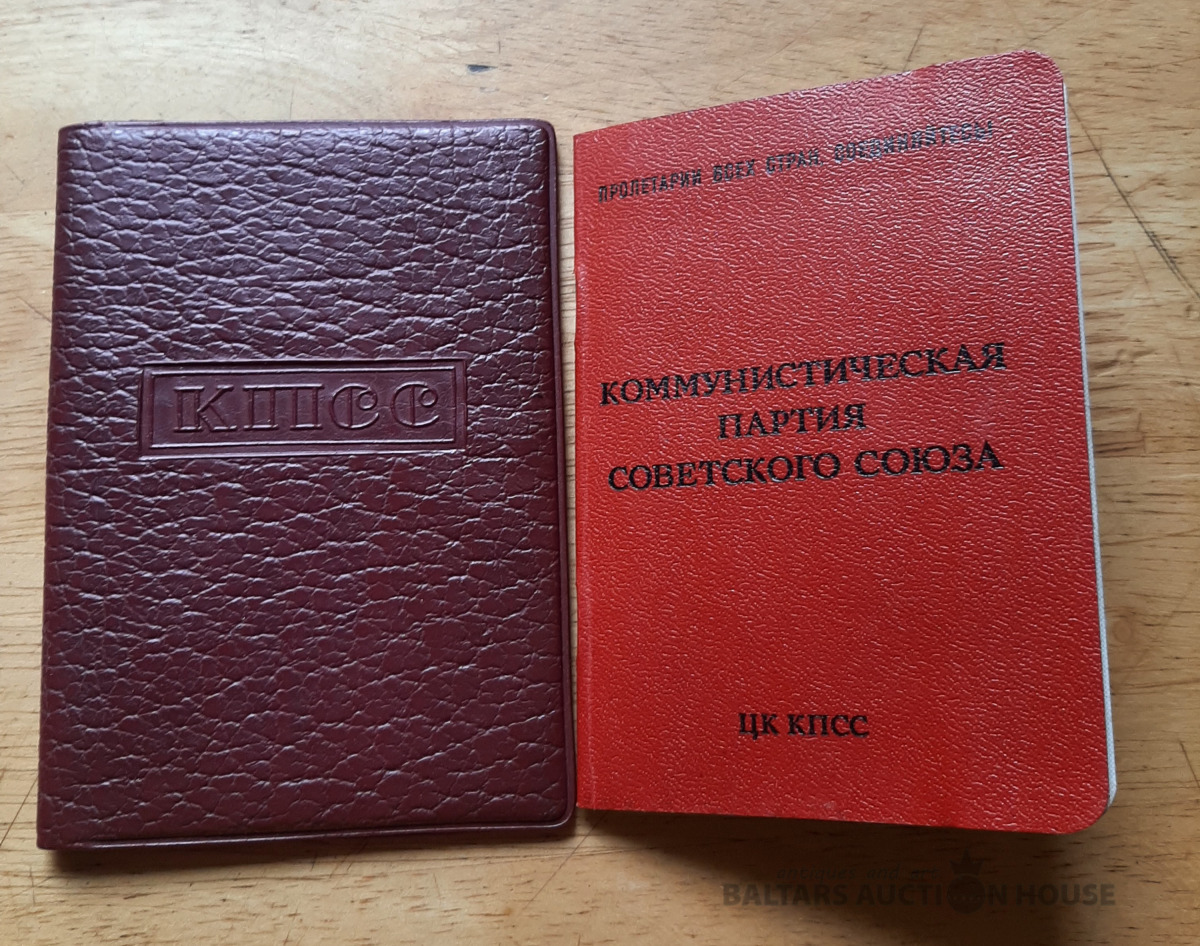 КПСС
ПРОЛЕТАРИИ ВСЕХ СТРАН, СОЕДИНЯЙТЕСЬ!
КОММУНИСТИЧЕСКАЯ
ПАРТИЯ
СОВЕТСКОГО СОЮЗА
ЦК КПСС
BALTARS AUCTION HOUSE